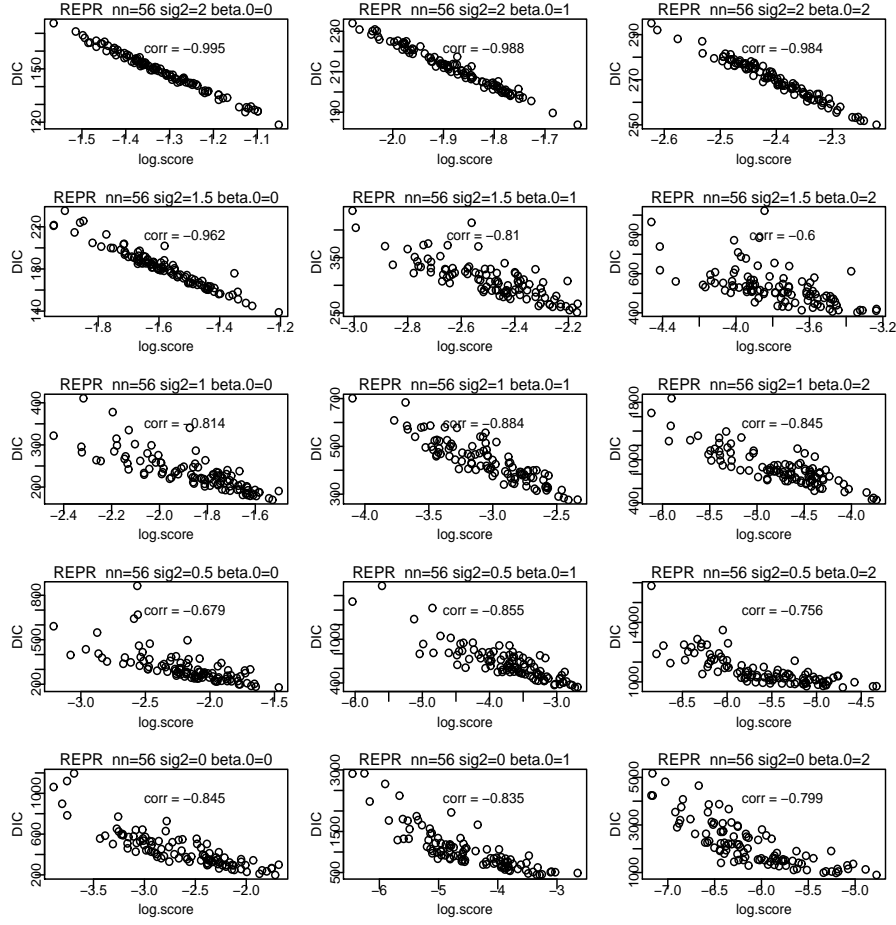 REPR nn=56 sig2=2 beta.0=0
corr = −0.995
DIC
120 150
−1.5 −1.4 −1.3 −1.2 −1.1
log.score
REPR nn=56 sig2=2 beta.0=1
corr = −0.988
DIC
190 210 230
−2.0 −1.9 −1.8 −1.7
log.score
REPR nn=56 sig2=2 beta.0=2
corr = −0.984
DIC
250 270 290
−2.6 −2.5 −2.4 −2.3
log.score
REPR nn=56 sig2=1.5 beta.0=0
corr = −0.962
DIC
140 180 220
−1.8 −1.6 −1.4 −1.2
log.score
REPR nn=56 sig2=1.5 beta.0=1
corr = −0.81
DIC
250 350
−3.0 −2.8 −2.6 −2.4 −2.2
log.score
REPR nn=56 sig2=1.5 beta.0=2
corr = −0.6
DIC
400 600 800
−4.4 −4.0 −3.6 −3.2
log.score
REPR nn=56 sig2=1 beta.0=0
corr = −0.814
DIC
200 300 400
−2.4 −2.2 −2.0 −1.8 −1.6
log.score
REPR nn=56 sig2=1 beta.0=1
corr = −0.884
DIC
300 500 700
−4.0 −3.5 −3.0 −2.5
log.score
REPR nn=56 sig2=1 beta.0=2
corr = −0.845
DIC
400 1000 1800
−6.0 −5.5 −5.0 −4.5 −4.0
log.score
REPR nn=56 sig2=0.5 beta.0=0
corr = −0.679
DIC
200 500 800
−3.0 −2.5 −2.0 −1.5
log.score
REPR nn=56 sig2=0.5 beta.0=1
corr = −0.855
DIC
400 1000
−6.0 −5.0 −4.0 −3.0
log.score
REPR nn=56 sig2=0.5 beta.0=2
corr = −0.756
DIC
1000 4000
−6.5 −6.0 −5.5 −5.0 −4.5
log.score
REPR nn=56 sig2=0 beta.0=0
corr = −0.845
DIC
200 600 1000
−3.5 −3.0 −2.5 −2.0
log.score
REPR nn=56 sig2=0 beta.0=1
corr = −0.835
DIC
500 1500 3000
−6 −5 −4 −3
log.score
REPR nn=56 sig2=0 beta.0=2
corr = −0.799
DIC
1000 3000 5000
−7.0 −6.5 −6.0 −5.5 −5.0
log.score